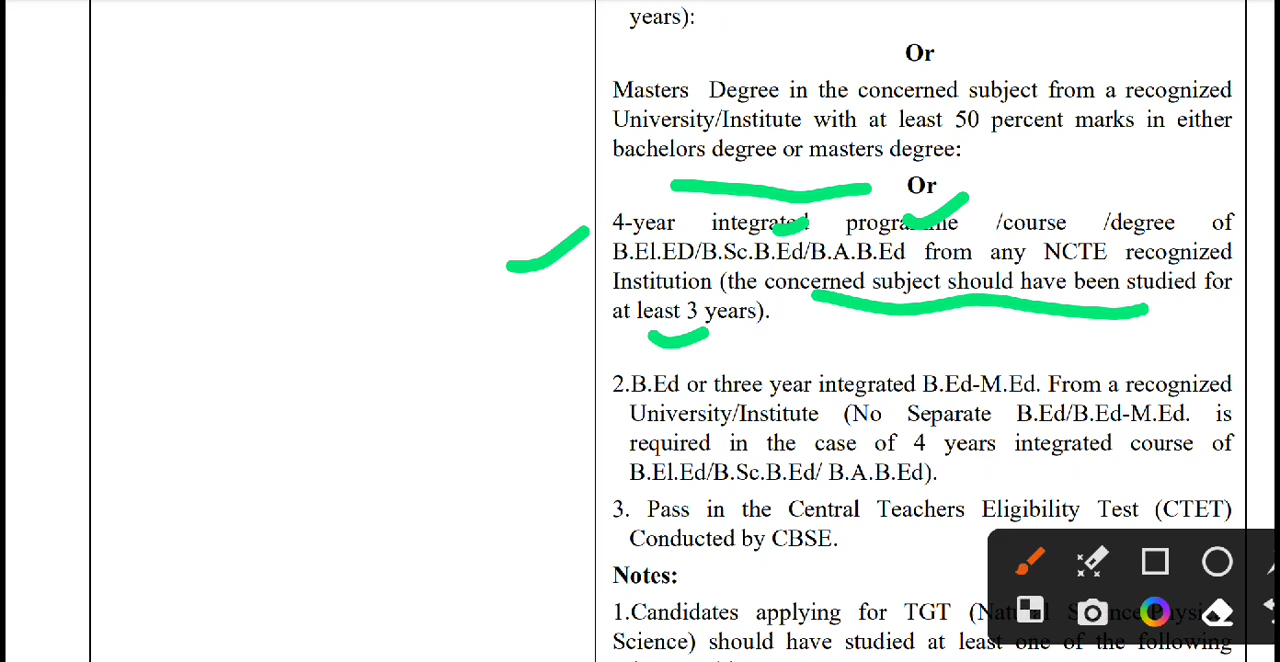 years):
Or
Masters Degree in the concerned subject from a recognized
University/Institute with at least 50 percent marks in either
bachelors degree or masters degree:
Or
4-year integrated programme /course /degree of
B.El.ED/B.Sc.B.Ed/B.A.B.Ed from any NCTE recognized
Institution (the concerned subject should have been studied for
at least 3 years).
2.B.Ed or three year integrated B.Ed-M.Ed. From a recognized
University/Institute (No Separate B.Ed/B.Ed-M.Ed. is
required in the case of 4 years integrated course of
B.El.Ed/B.Sc.B.Ed/ B.A.B.Ed).
3. Pass in the Central Teachers Eligibility Test (CTET)
Conducted by CBSE.
Notes:
1.Candidates applying for TGT (Natural Science/Physical
Science) should have studied at least one of the following